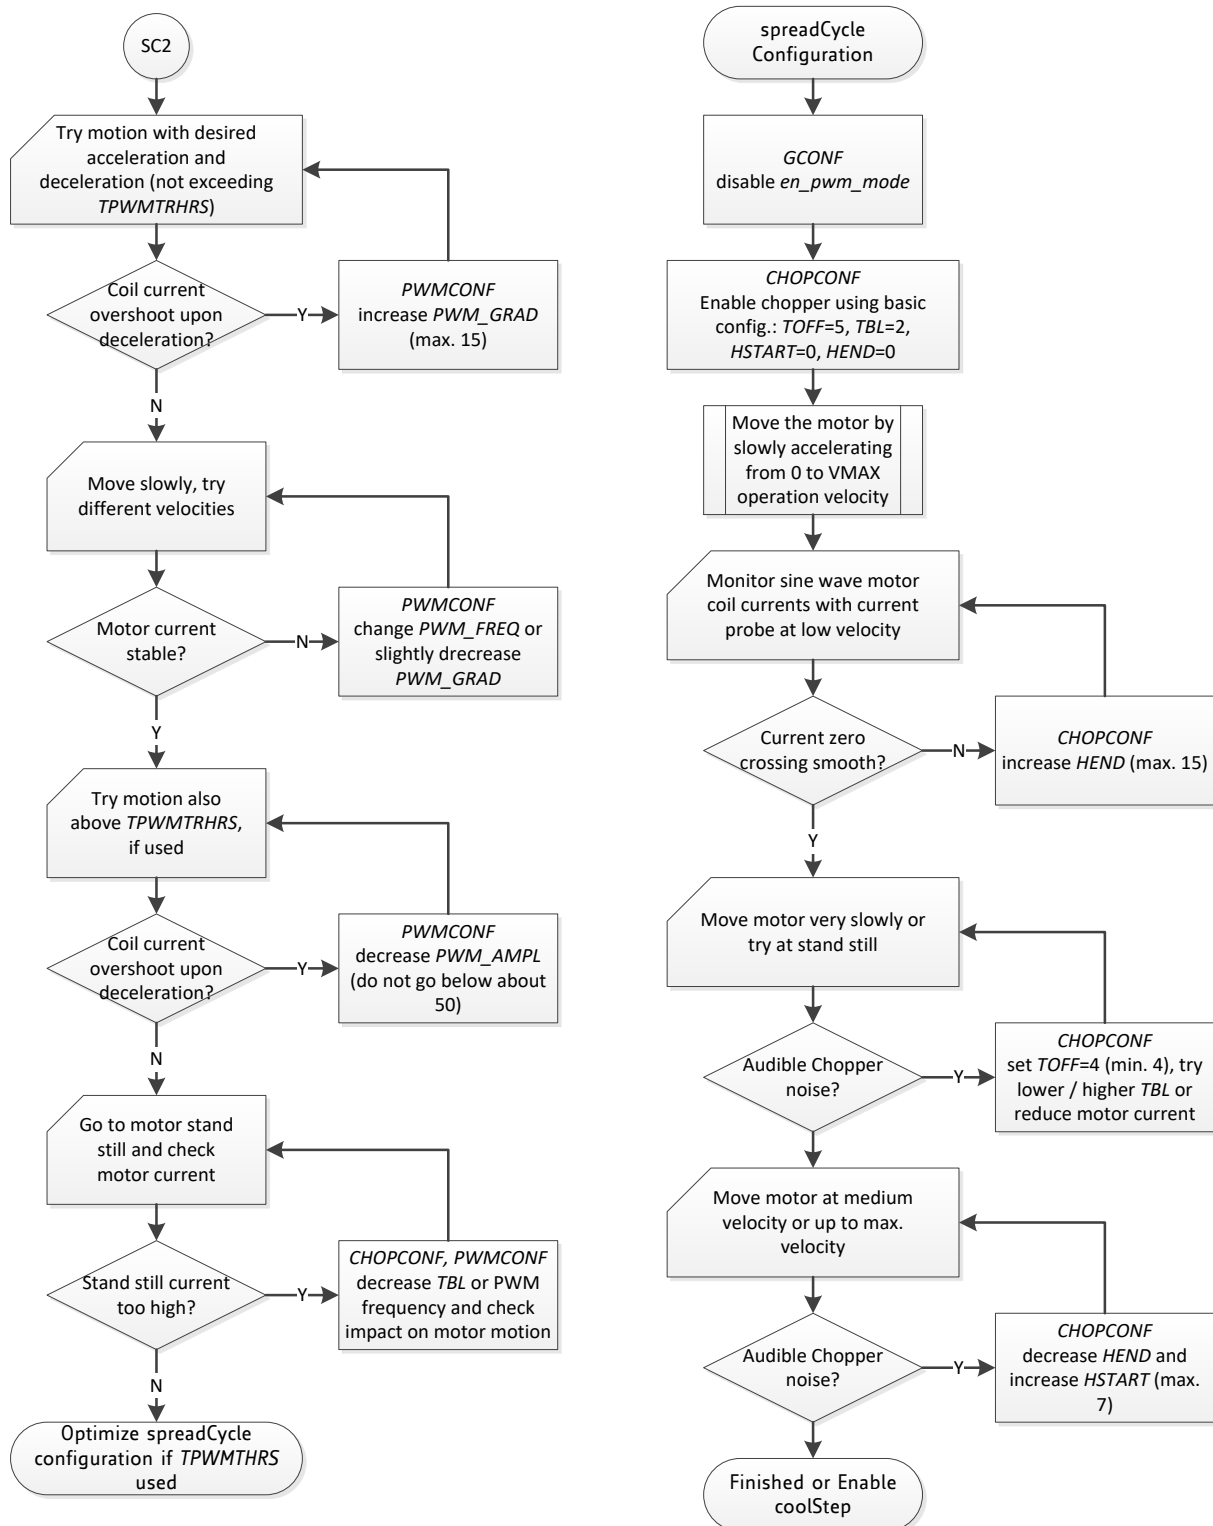 SC2
Try motion with desired
acceleration and
deceleration (not exceeding
TPWMTRHRS)
Coil current
overshoot upon
deceleration?
Y
PWMCONF
increase PWM_GRAD
(max. 15)
N
Move slowly, try
different velocities
Motor current
stable?
N
PWMCONF
change PWM_FREQ or
slightly drecrease
PWM_GRAD
Y
Try motion also
above TPWMTRHRS,
if used
Coil current
overshoot upon
deceleration?
Y
PWMCONF
decrease PWM_AMPL
(do not go below about
50)
N
Go to motor stand
still and check
motor current
Stand still current
too high?
Y
CHOPCONF, PWMCONF
decrease TBL or PWM
frequency and check
impact on motor motion
N
Optimize spreadCycle
configuration if TPWMTHRS
used
spreadCycle
Configuration
GCONF
disable en_pwm_mode
CHOPCONF
Enable chopper using basic
config.: TOFF=5, TBL=2,
HSTART=0, HEND=0
Move the motor by
slowly accelerating
from 0 to VMAX
operation velocity
Monitor sine wave motor
coil currents with current
probe at low velocity
Current zero
crossing smooth?
N
CHOPCONF
increase HEND (max. 15)
Y
Move motor very slowly or
try at stand still
Audible Chopper
noise?
Y
CHOPCONF
set TOFF=4 (min. 4), try
lower / higher TBL or
reduce motor current
Move motor at medium
velocity or up to max.
velocity
Audible Chopper
noise?
Y
CHOPCONF
decrease HEND and
increase HSTART (max.
7)
Finished or Enable
coolStep